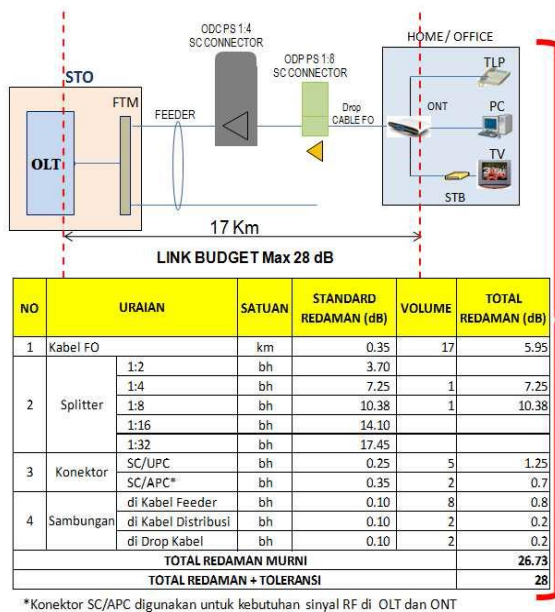 ODC PS 1:4
SC CONNECTOR
HOME/ OFFICE
ODP PS 1:8
SC CONNECTOR
TLP
STO
FTM
FEEDER
Drop
CABLE FO
ONT
PC
OLT
TV
STB
17 Km
LINK BUDGET Max 28 dB
NO URAIAN SATUAN STANDARD REDAMAN (dB) VOLUME TOTAL REDAMAN (dB)
1 Kabel FO km 0.35 17 5.95
2 Splitter 1:2 bh 3.70
1:4 bh 7.25 1 7.25
1:8 bh 10.38 1 10.38
1:16 bh 14.10
1:32 bh 17.45
3 Konektor SC/UPC bh 0.25 5 1.25
SC/APC* bh 0.35 2 0.7
4 Sambungan di Kabel Feeder bh 0.10 8 0.8
di Kabel Distribusi bh 0.10 2 0.2
di Drop Kabel bh 0.10 2 0.2
TOTAL REDAMAN MURNI 26.73
TOTAL REDAMAN + TOLERANSI 28
*Konektor SC/APC digunakan untuk kebutuhan sinyal RF di OLT dan ONT